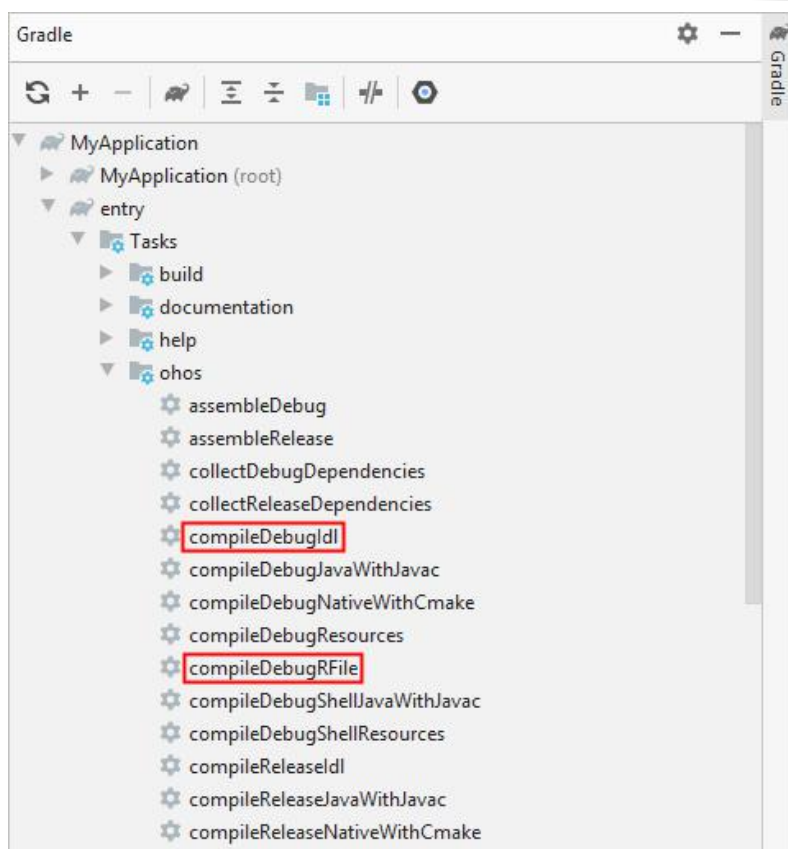 Gradle
Gradle
MyApplication
MyApplication (root)
entry
Tasks
build
documentation
help
ohos
assembleDebug
assembleRelease
collectDebugDependencies
collectReleaseDependencies
compileDebugIdl
compileDebugJavaWithJavac
compileDebugNativeWithCmake
compileDebugResources
compileDebugRFile
compileDebugShellJavaWithJavac
compileDebugShellResources
compileReleaseIdl
compileReleaseJavaWithJavac
compileReleaseNativeWithCmake